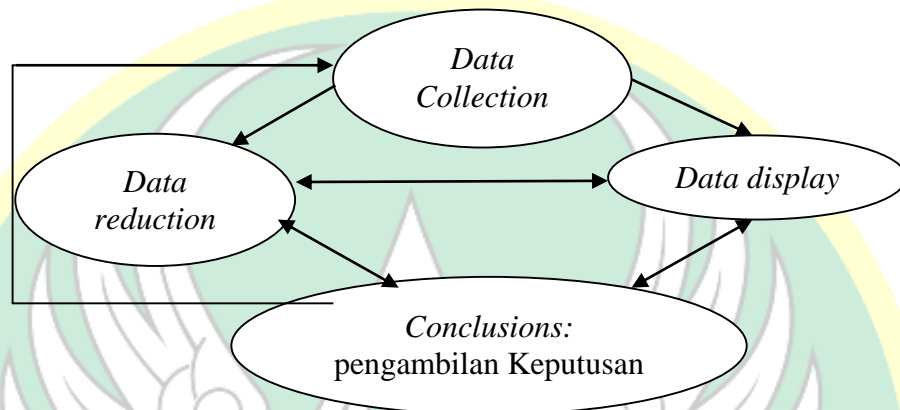 Data
Collection
Data
reduction
Data display
Conclusions:
pengambilan Keputusan